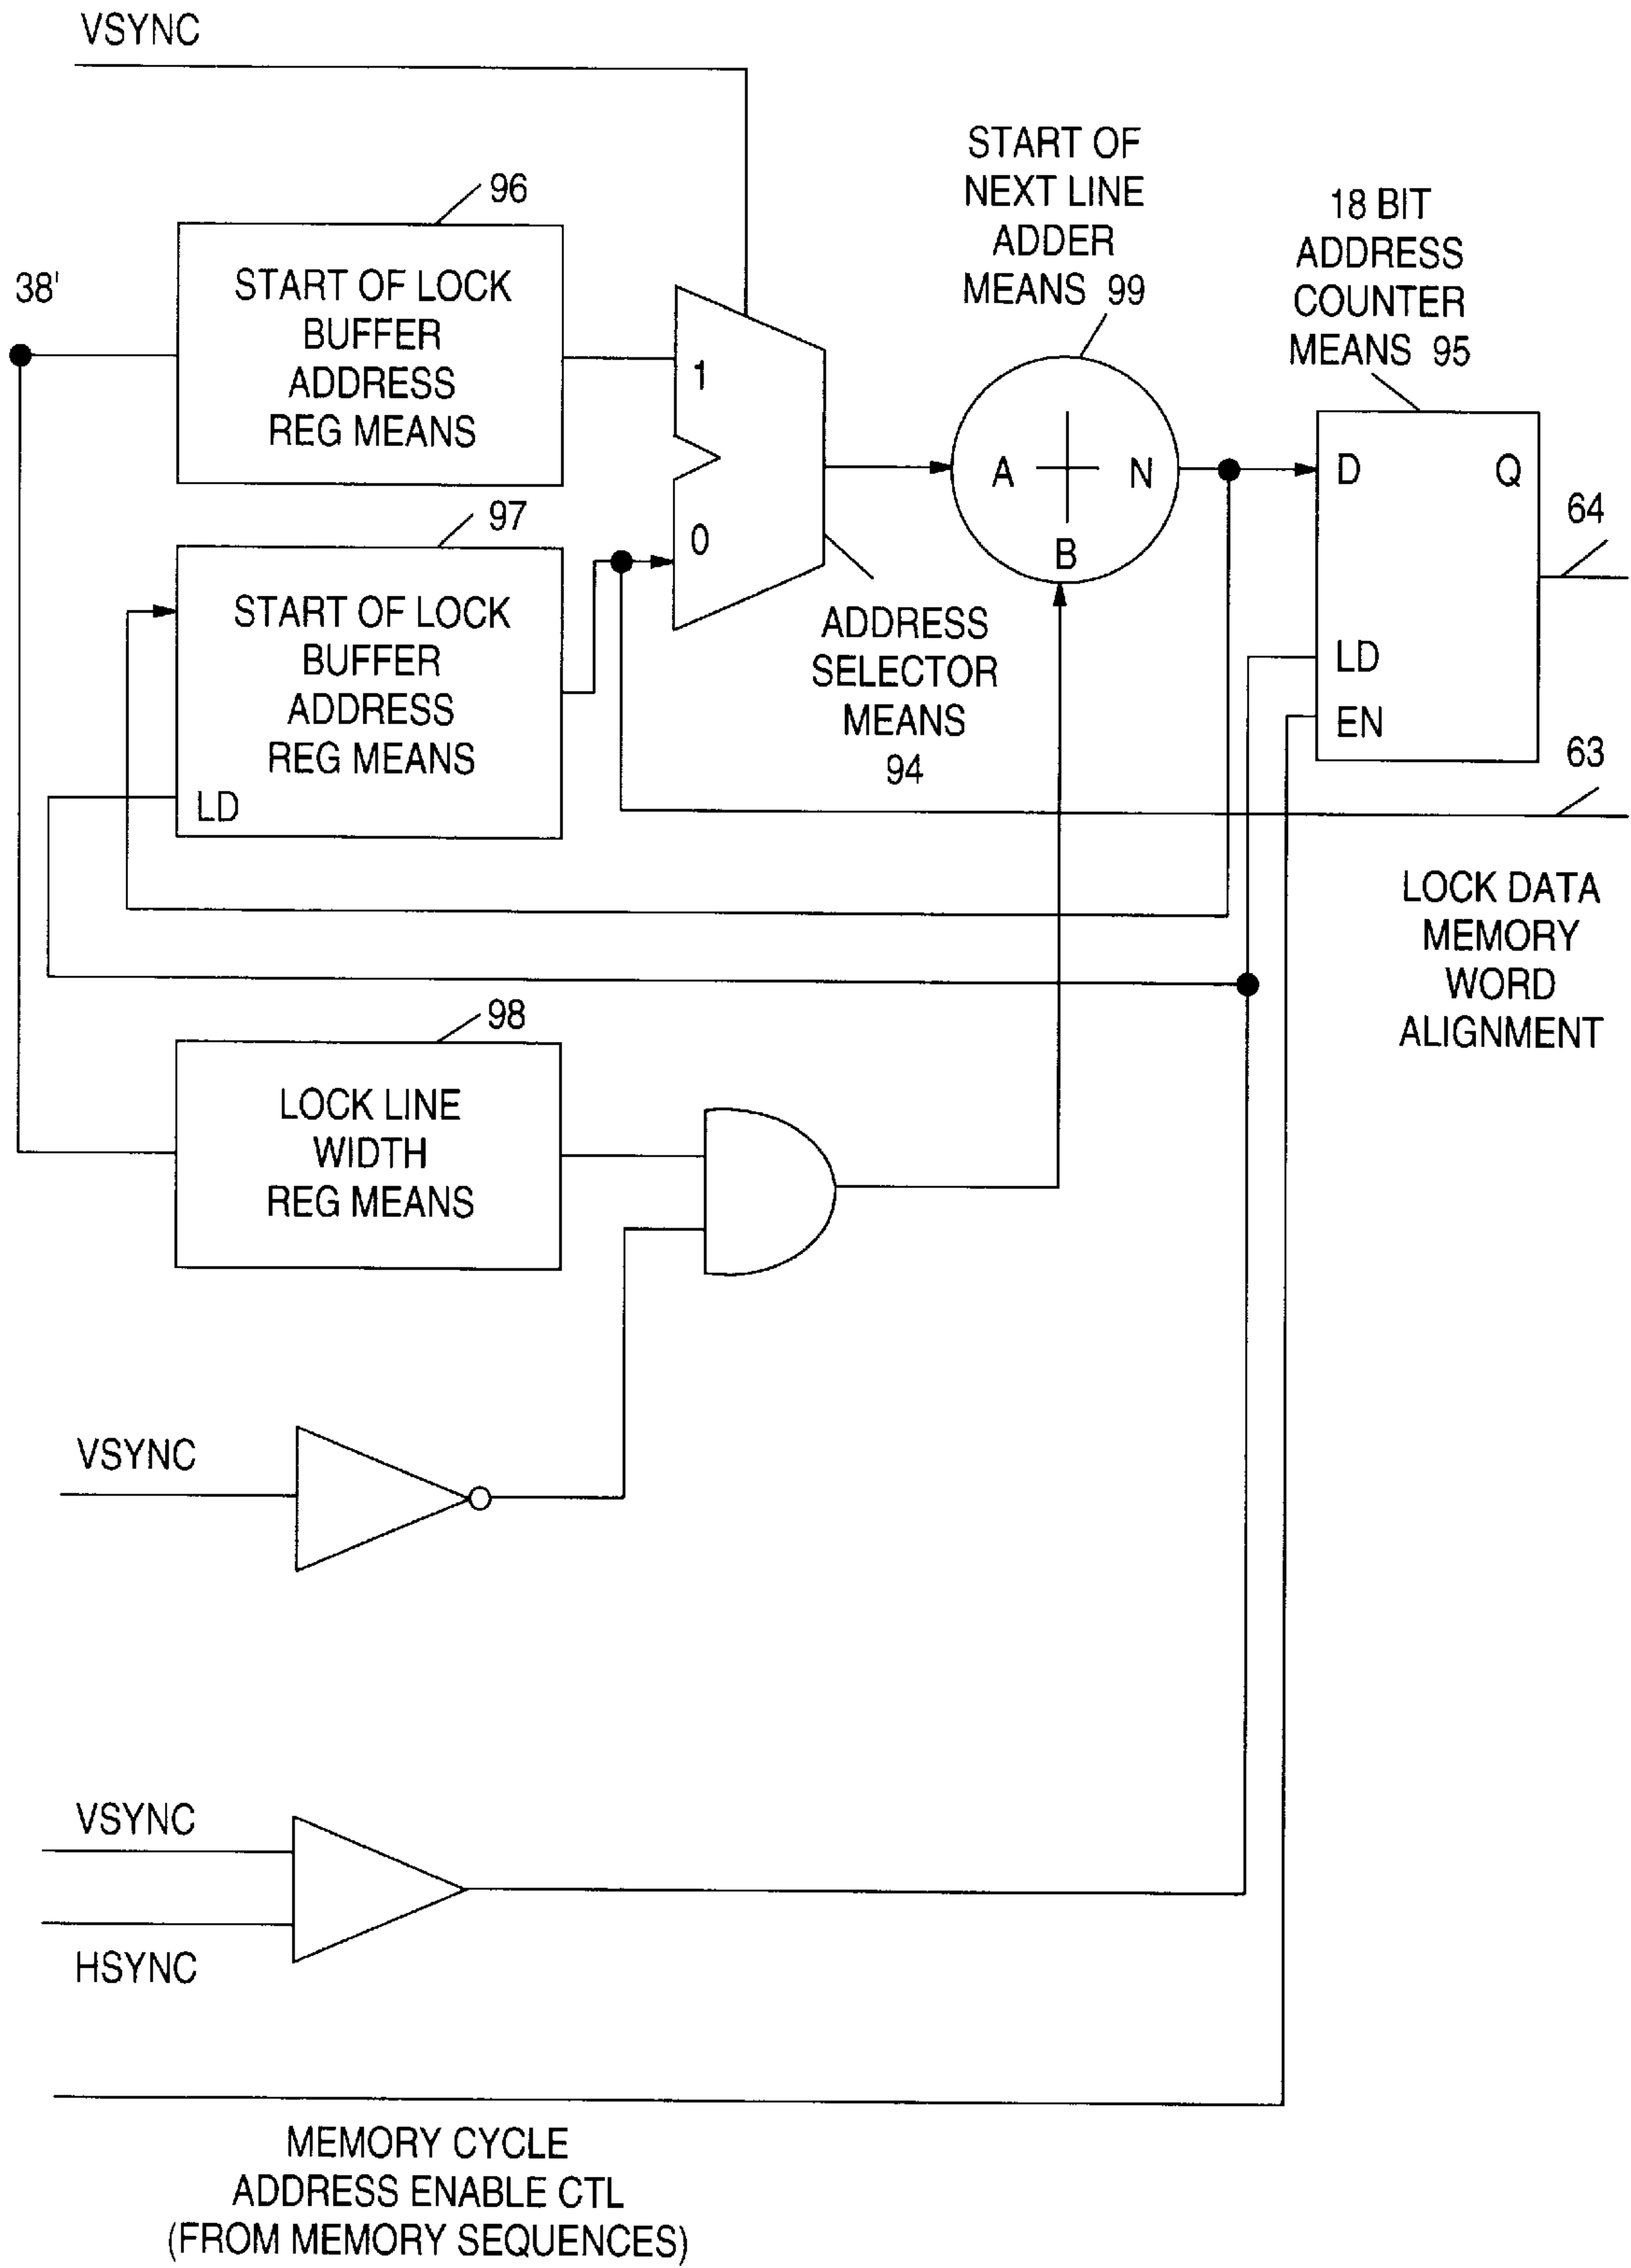 VSYNC
96
START OF LOCK
BUFFER
ADDRESS
REG MEANS
38'
1
0
START OF
NEXT LINE
ADDER
MEANS 99
A
N
B
18 BIT
ADDRESS
COUNTER
MEANS 95
D
Q
LD
EN
64
63
97
START OF LOCK
BUFFER
ADDRESS
REG MEANS
LD
ADDRESS
SELECTOR
MEANS
94
LOCK DATA
MEMORY
WORD
ALIGNMENT
98
LOCK LINE
WIDTH
REG MEANS
VSYNC
VSYNC
HSYNC
MEMORY CYCLE
ADDRESS ENABLE CTL
(FROM MEMORY SEQUENCES)